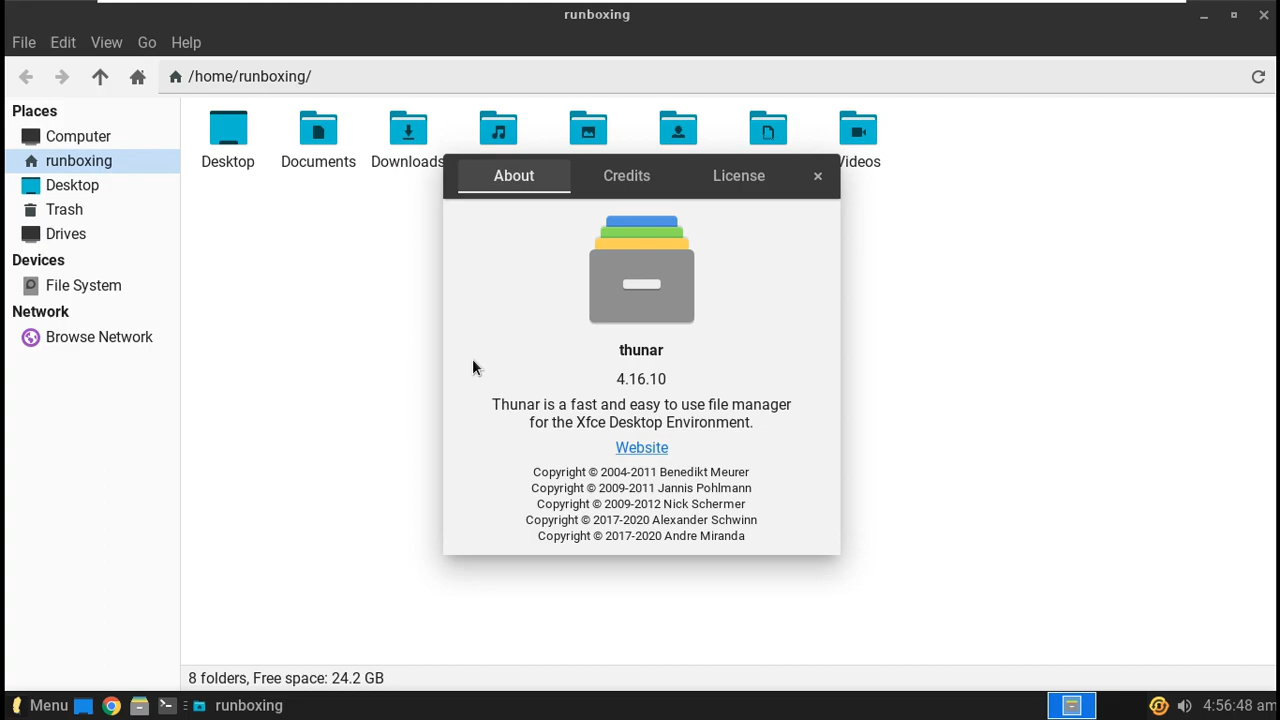 runboxing
File Edit View Go Help
/home/runboxing/
Places
Computer
runboxing
Desktop
Trash
Drives
Devices
File System
Network
Browse Network
Desktop Documents Downloads Videos
About Credits License
thunar
4.16.10
Thunar is a fast and easy to use file manager
for the Xfce Desktop Environment.
Website
Copyright © 2004-2011 Benedikt Meurer
Copyright © 2009-2011 Jannis Pohlmann
Copyright © 2009-2012 Nick Schermer
Copyright © 2017-2020 Alexander Schwinn
Copyright © 2017-2020 Andre Miranda
8 folders, Free space: 24.2 GB
Menu runboxing 4:56:48 am